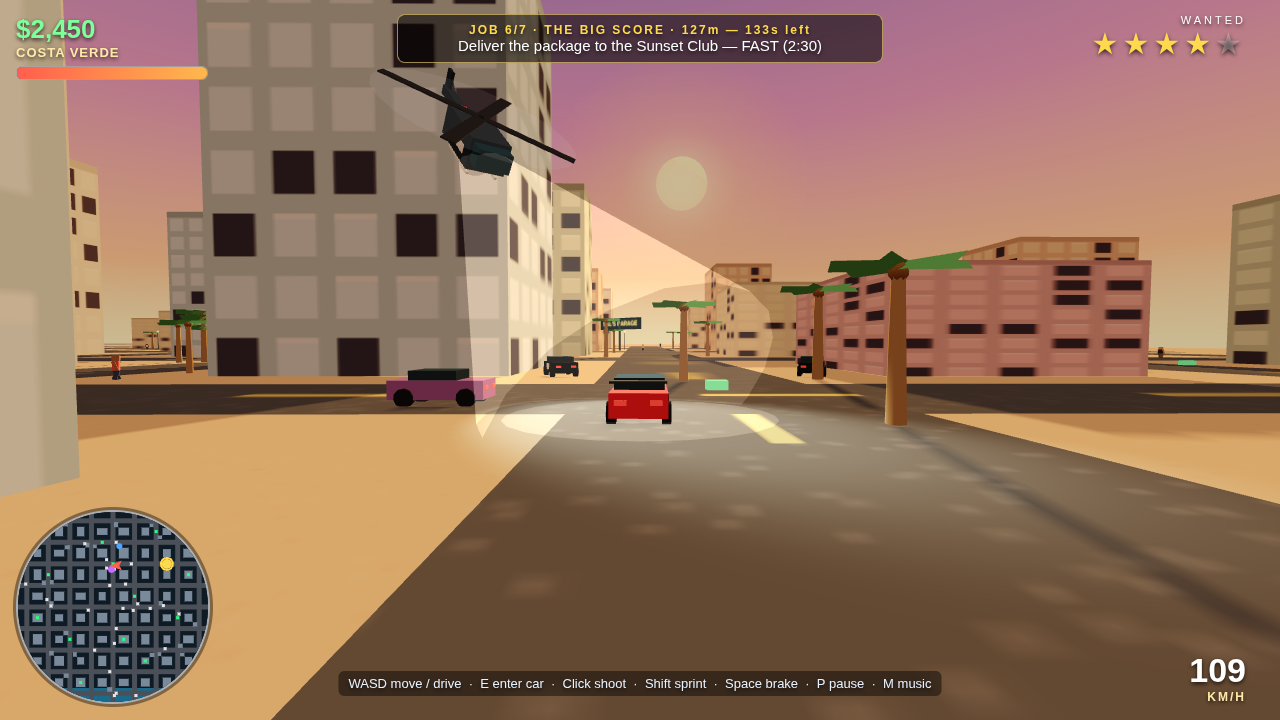 $2,450
COSTA VERDE
JOB 6/7 · THE BIG SCORE · 127m — 133s left
Deliver the package to the Sunset Club — FAST (2:30)
WANTED
GARAGE
WASD move / drive · E enter car · Click shoot · Shift sprint · Space brake · P pause · M music
109
KM/H